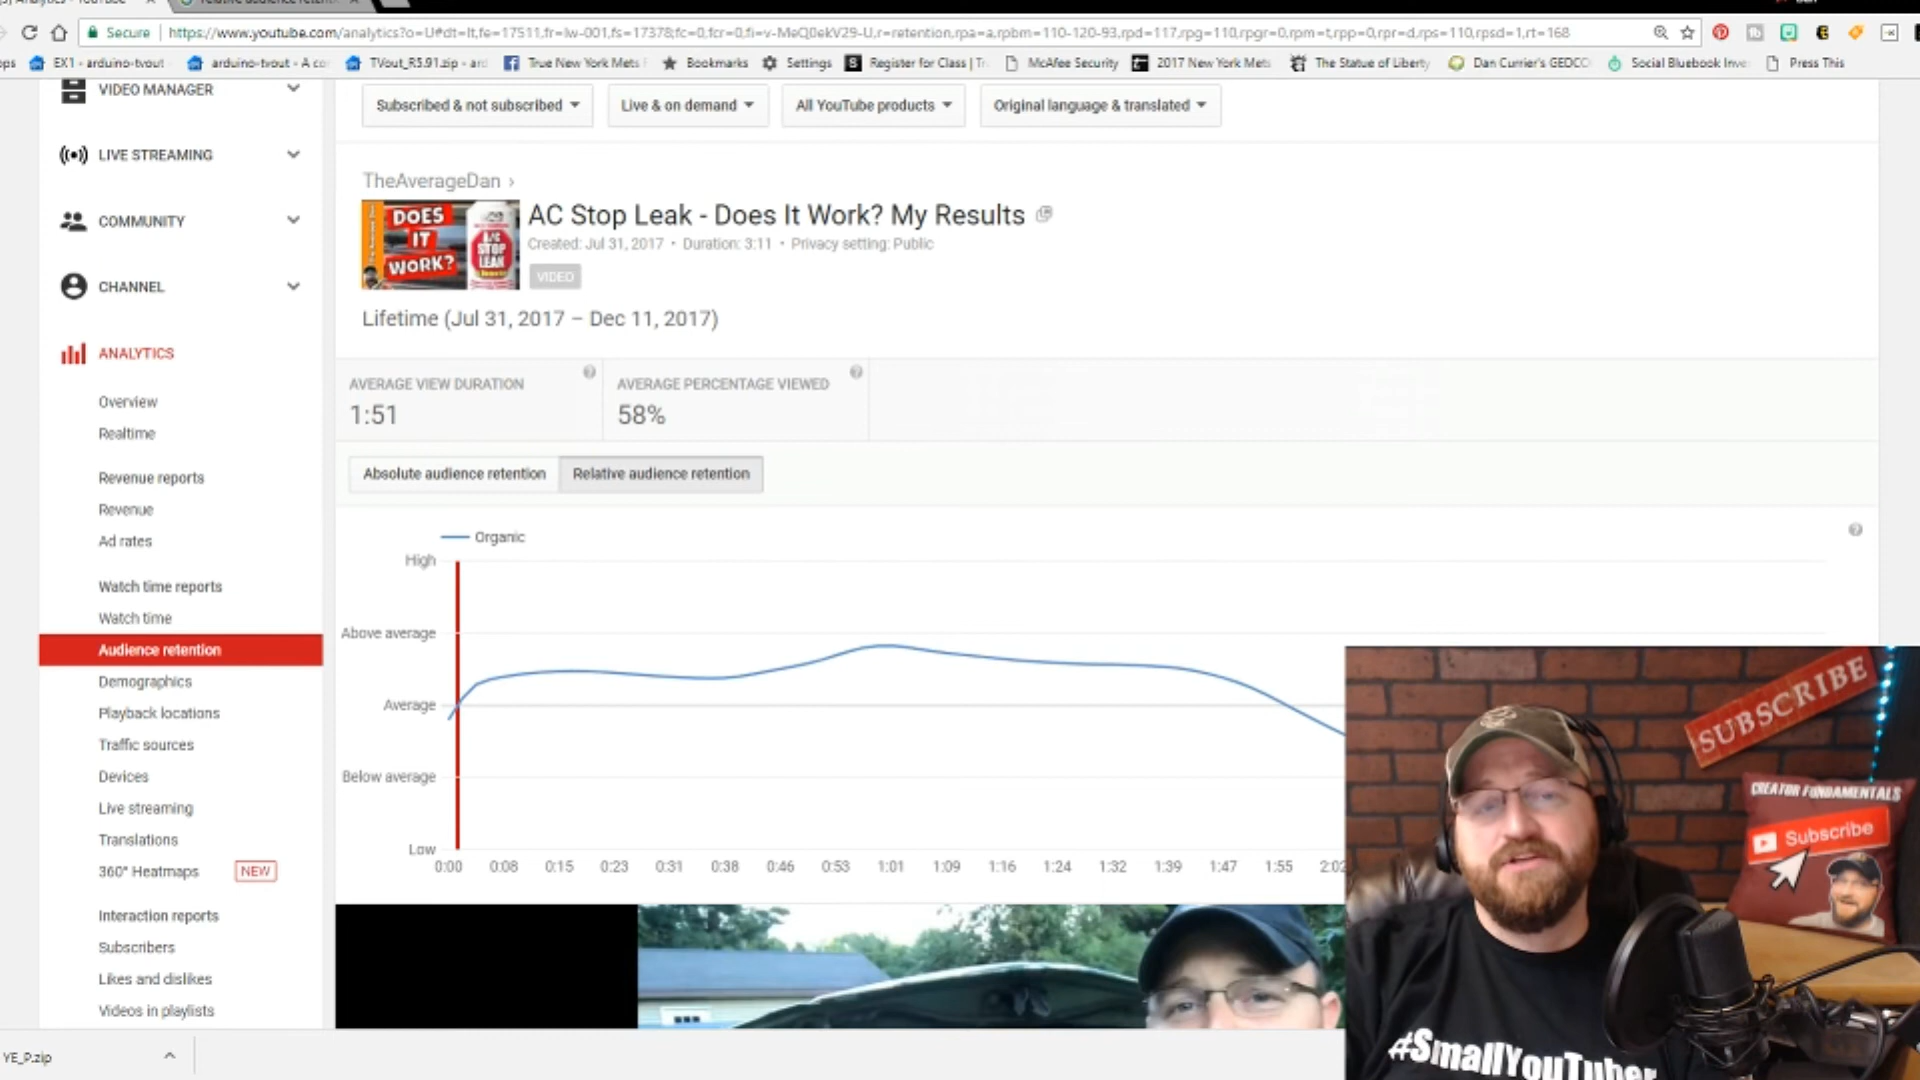 Secure
https://www.youtube.com/analytics?o=U#dt=lt,fe=17511,fr=lw-001,fs=17378;fc=0,fcr=0,fi=v-MeQ0ekV29-U,r=retention,rpa=a,rpbm=110-120-93,rpd=117,rpg=110,rpgr=0,rpm=t,rpp=0,rpr=d,rps=110,rpsd=1,rt=168
EX1 - arduino-tvout
arduino-tvout - A co
TVout_R5.91.zip - ard
True New York Mets F
Bookmarks
Settings
Register for Class | Tr
McAfee Security
2017 New York Mets
The Statue of Liberty
Dan Currier's GEDCO
Social Bluebook Inve
Press This
VIDEO MANAGER
LIVE STREAMING
COMMUNITY
CHANNEL
ANALYTICS
Overview
Realtime
Revenue reports
Revenue
Ad rates
Watch time reports
Watch time
Audience retention
Demographics
Playback locations
Traffic sources
Devices
Live streaming
Translations
360° Heatmaps NEW
Interaction reports
Subscribers
Likes and dislikes
Videos in playlists
Subscribed & not subscribed
Live & on demand
All YouTube products
Original language & translated
TheAverageDan ›
DOES
IT
WORK?
A/C
STOP
LEAK
AC Stop Leak - Does It Work? My Results
Created: Jul 31, 2017 • Duration: 3:11 • Privacy setting: Public
VIDEO
Lifetime (Jul 31, 2017 – Dec 11, 2017)
AVERAGE VIEW DURATION
1:51
AVERAGE PERCENTAGE VIEWED
58%
Absolute audience retention
Relative audience retention
Organic
High
Above average
Average
Below average
Low
0:00 0:08 0:15 0:23 0:31 0:38 0:46 0:53 1:01 1:09 1:16 1:24 1:32 1:39 1:47 1:55 2:02
SUBSCRIBE
CREATOR FUNDAMENTALS
Subscribe
#SmallYouTuber
YE_P.zip